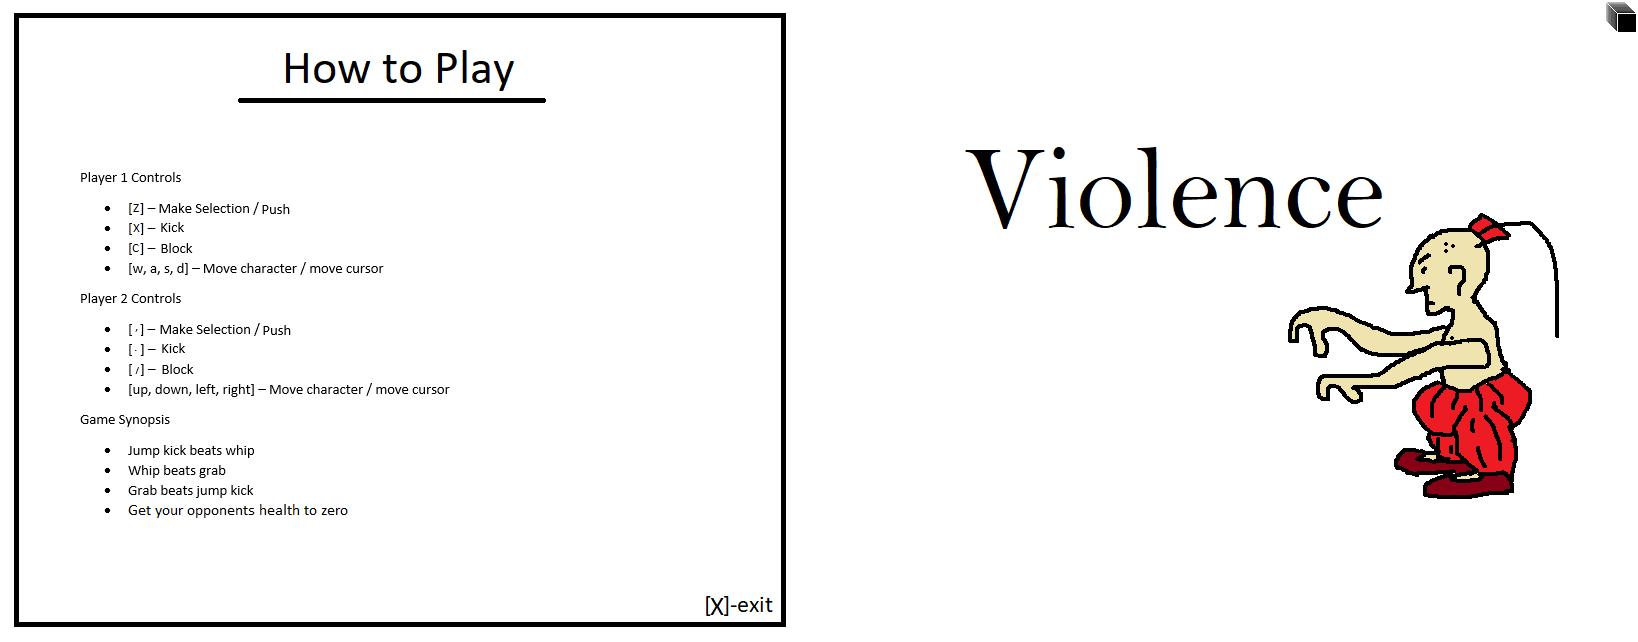 How to Play
Player 1 Controls
• [Z] – Make Selection / Push
• [X] – Kick
• [C] – Block
• [w, a, s, d] – Move character / move cursor
Player 2 Controls
• [ , ] – Make Selection / Push
• [ . ] – Kick
• [ / ] – Block
• [up, down, left, right] – Move character / move cursor
Game Synopsis
• Jump kick beats whip
• Whip beats grab
• Grab beats jump kick
• Get your opponents health to zero
[X]-exit
Violence